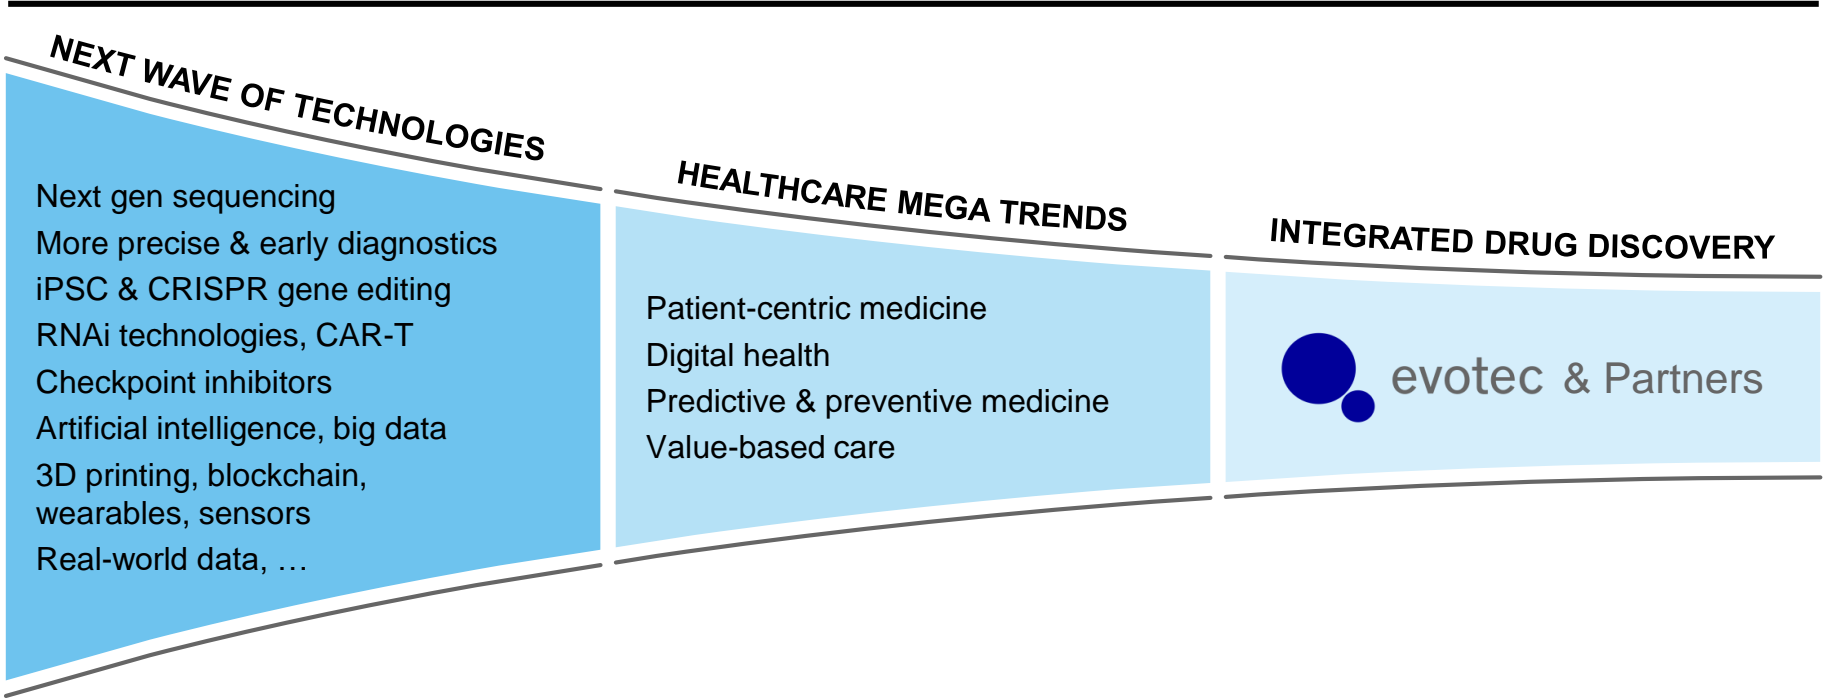 NEXT WAVE OF TECHNOLOGIES
Next gen sequencing
More precise & early diagnostics
iPSC & CRISPR gene editing
RNAi technologies, CAR-T
Checkpoint inhibitors
Artificial intelligence, big data
3D printing, blockchain,
wearables, sensors
Real-world data, …
HEALTHCARE MEGA TRENDS
Patient-centric medicine
Digital health
Predictive & preventive medicine
Value-based care
INTEGRATED DRUG DISCOVERY
evotec & Partners